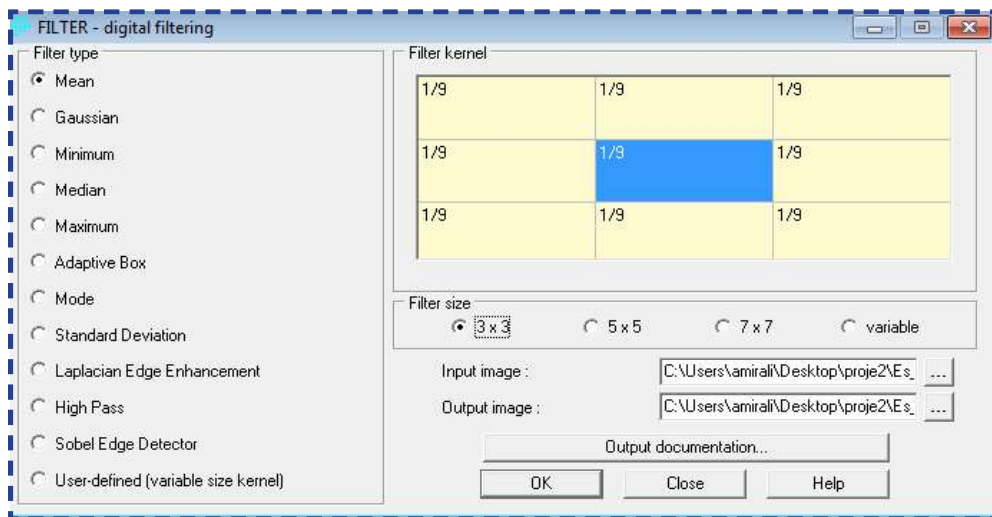 FILTER - digital filtering
Filter type
Mean
Gaussian
Minimum
Median
Maximum
Adaptive Box
Mode
Standard Deviation
Laplacian Edge Enhancement
High Pass
Sobel Edge Detector
User-defined (variable size kernel)
Filter kernel
1/9 1/9 1/9
1/9 1/9 1/9
1/9 1/9 1/9
Filter size
3 x 3 5 x 5 7 x 7 variable
Input image : C:\Users\amirali\Desktop\proje2\Es_ ...
Output image : C:\Users\amirali\Desktop\proje2\Es_ ...
Output documentation...
OK Close Help